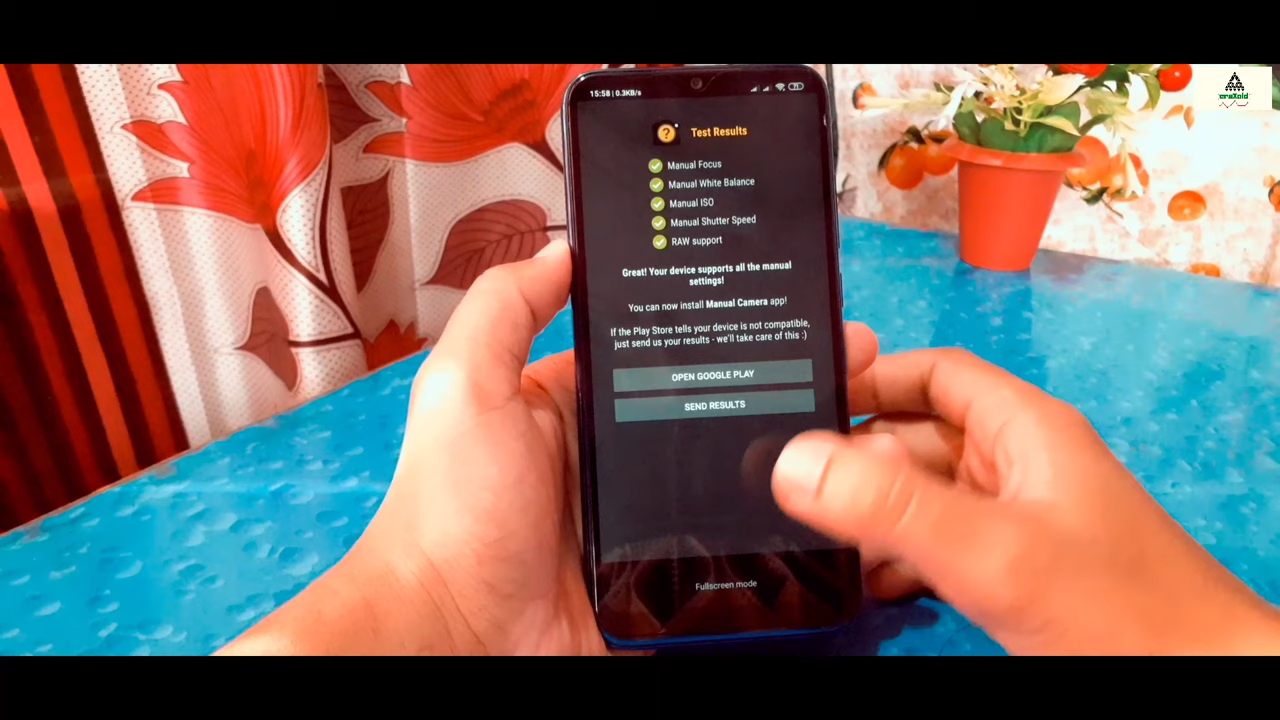 15:58 | 0.3KB/s
71
Test Results
Manual Focus
Manual White Balance
Manual ISO
Manual Shutter Speed
RAW support
Great! Your device supports all the manual
settings!
You can now install Manual Camera app!
If the Play Store tells your device is not compatible,
just send us your results - we'll take care of this :)
OPEN GOOGLE PLAY
SEND RESULTS
Fullscreen mode